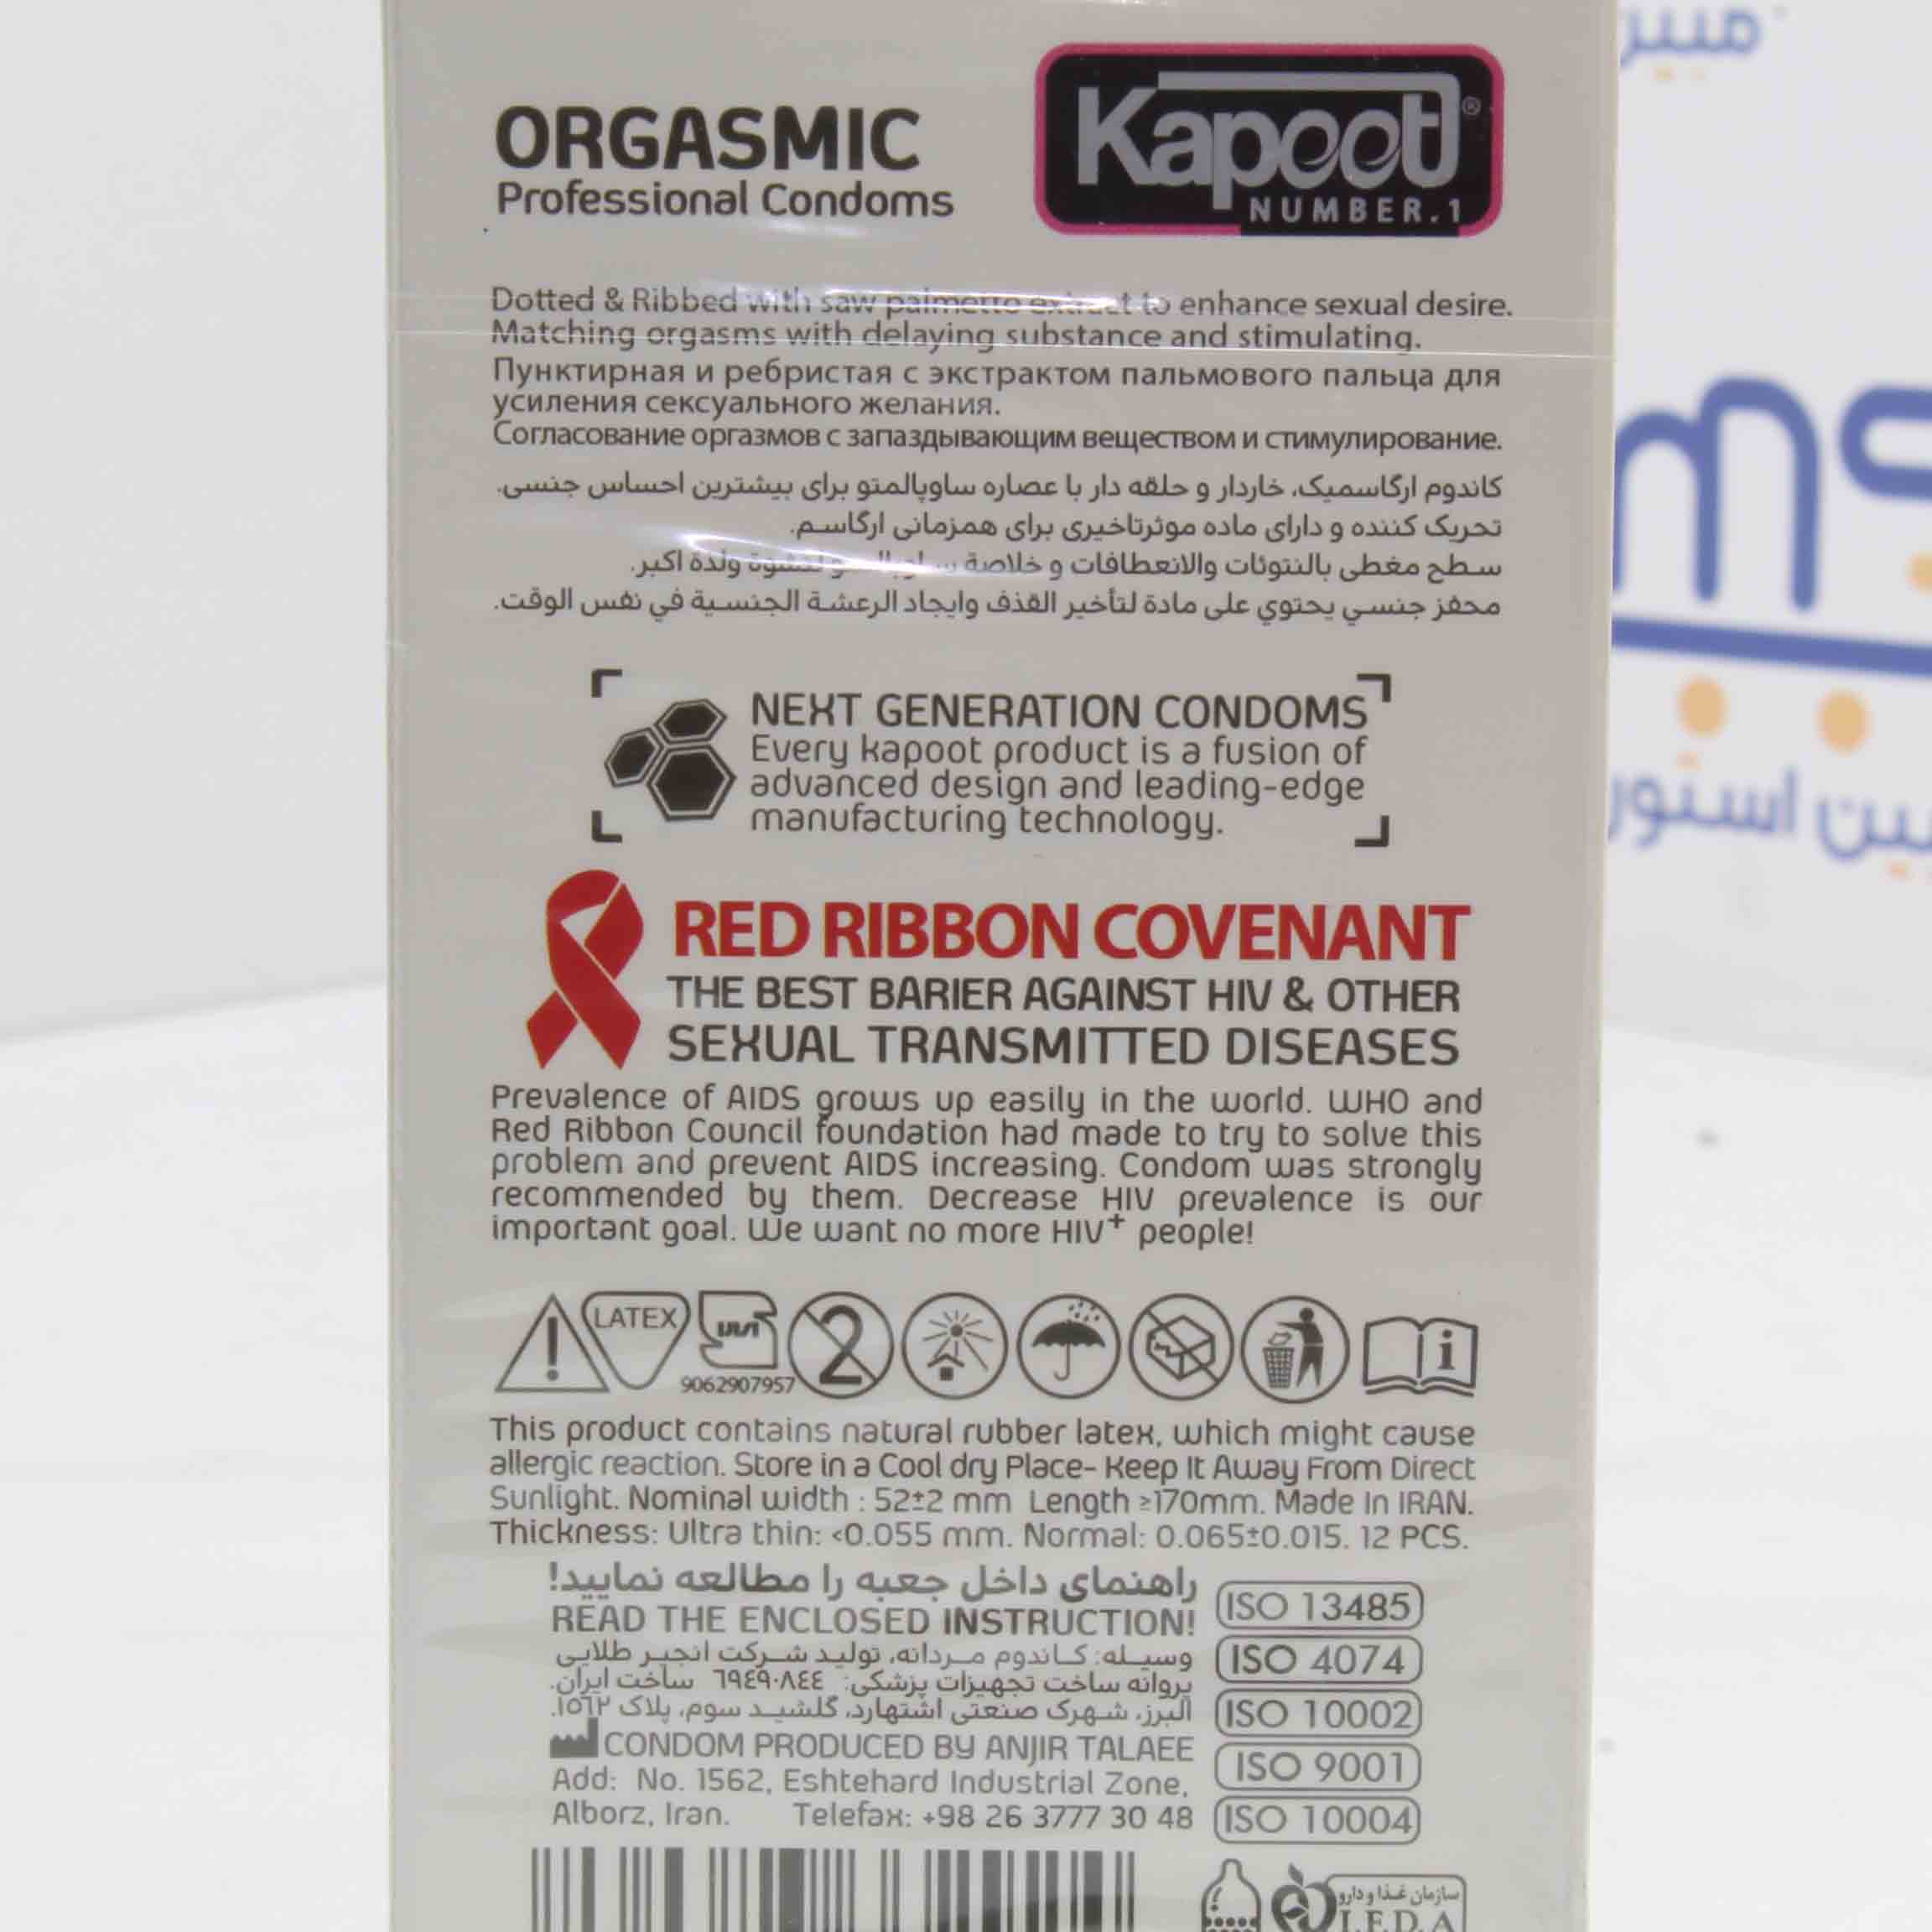 ORGASMIC
Professional Condoms
Kapoot®
NUMBER.1
Dotted & Ribbed with saw palmetto extract to enhance sexual desire.
Matching orgasms with delaying substance and stimulating.
Пунктирная и ребристая с экстрактом пальмового пальца для
усиления сексуального желания.
Согласование оргазмов с запаздывающим веществом и стимулирование.
کاندوم ارگاسمیک، خاردار و حلقه دار با عصاره ساوپالمتو برای بیشترین احساس جنسی.
تحریک کننده و دارای ماده موثرتاخیری برای همزمانی ارگاسم.
سطح مغطى بالنتوئات والانعطافات و خلاصة لنشوة ولذة اكبر.
محفز جنسي يحتوي على مادة لتأخير القذف وايجاد الرعشة الجنسية في نفس الوقت.
NEXT GENERATION CONDOMS
Every kapoot product is a fusion of
advanced design and leading-edge
manufacturing technology.
RED RIBBON COVENANT
THE BEST BARIER AGAINST HIV & OTHER
SEXUAL TRANSMITTED DISEASES
Prevalence of AIDS grows up easily in the world. WHO and
Red Ribbon Council foundation had made to try to solve this
problem and prevent AIDS increasing. Condom was strongly
recommended by them. Decrease HIV prevalence is our
important goal. We want no more HIV⁺ people!
LATEX
9062907957
2
i
This product contains natural rubber latex, which might cause
allergic reaction. Store in a Cool dry Place- Keep It Away From Direct
Sunlight. Nominal width : 52±2 mm Length ≥170mm. Made In IRAN.
Thickness: Ultra thin: <0.055 mm. Normal: 0.065±0.015. 12 PCS.
راهنمای داخل جعبه را مطالعه نمایید!
READ THE ENCLOSED INSTRUCTION!
وسیله: کاندوم مردانه، تولید شرکت انجیر طلایی
پروانه ساخت تجهیزات پزشکی: ٦٩٤٩٠٨٤٤ ساخت ایران.
البرز، شهرک صنعتی اشتهارد، گلشید سوم، پلاک ١٥٦٢.
CONDOM PRODUCED BY ANJIR TALAEE
Add: No. 1562, Eshtehard Industrial Zone,
Alborz, Iran. Telefax: +98 26 3777 30 48
ISO 13485
ISO 4074
ISO 10002
ISO 9001
ISO 10004
سازمان غذا و دارو
I.F.D.A
مبین
ین استور